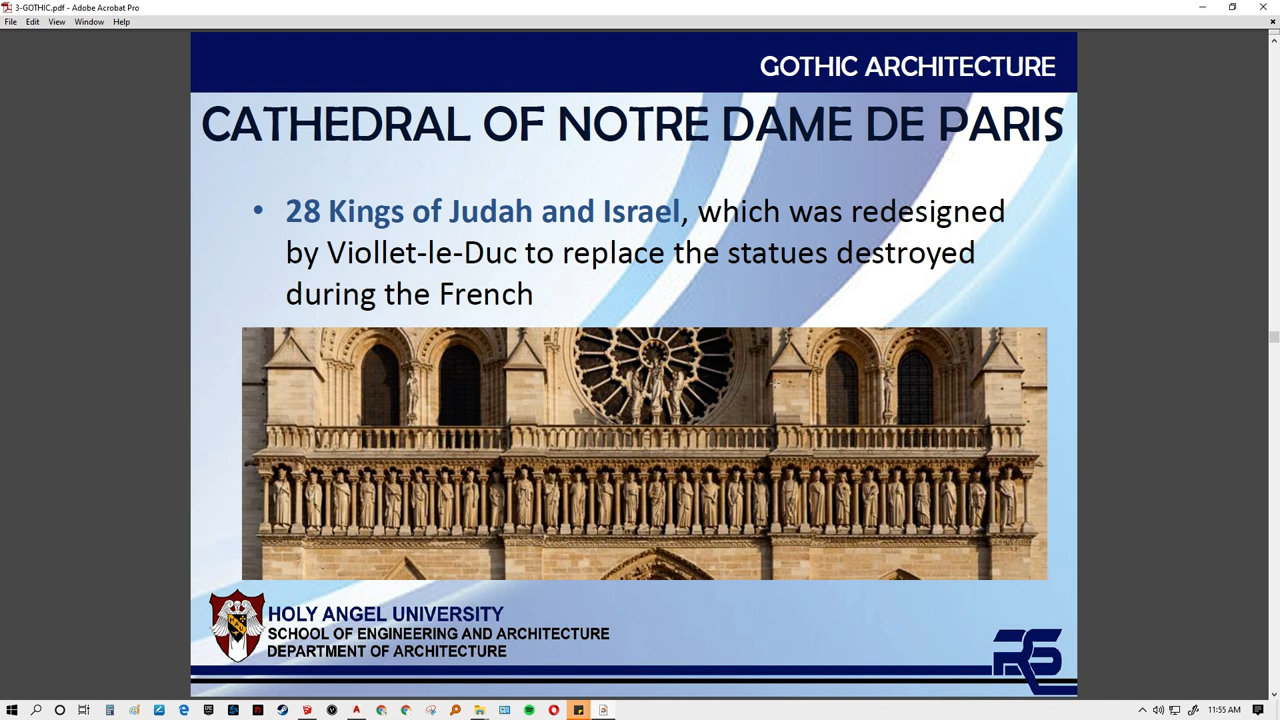 3-GOTHIC.pdf - Adobe Acrobat Pro
File Edit View Window Help
GOTHIC ARCHITECTURE
CATHEDRAL OF NOTRE DAME DE PARIS
• 28 Kings of Judah and Israel, which was redesigned
by Viollet-le-Duc to replace the statues destroyed
during the French
HOLY ANGEL UNIVERSITY
SCHOOL OF ENGINEERING AND ARCHITECTURE
DEPARTMENT OF ARCHITECTURE
RS
11:55 AM